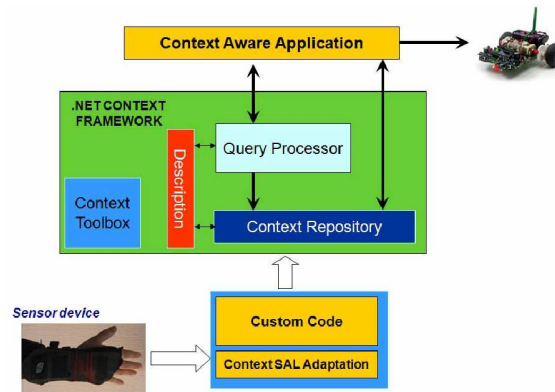 Context Aware Application
.NET CONTEXT
FRAMEWORK
Description
Query Processor
Context
Toolbox
Context Repository
Sensor device
Custom Code
Context SAL Adaptation